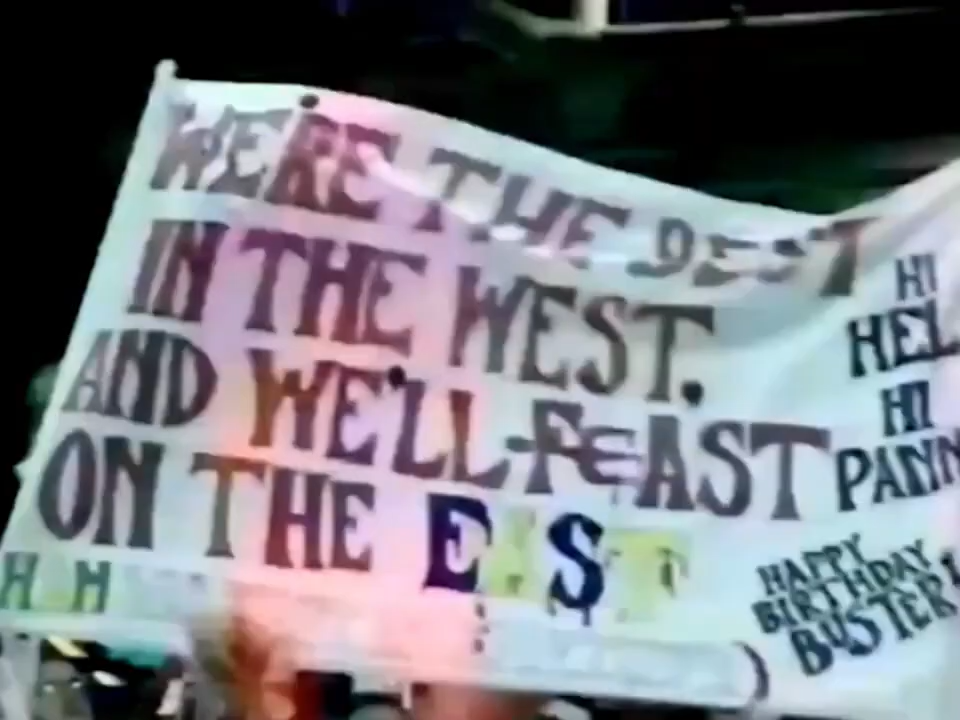 WE'RE THE BEST
IN THE WEST.
AND WE'LL FEAST
ON THE EAST
HI
HEL
HI
PANN
HAPPY
BIRTHDAY
BUSTER!